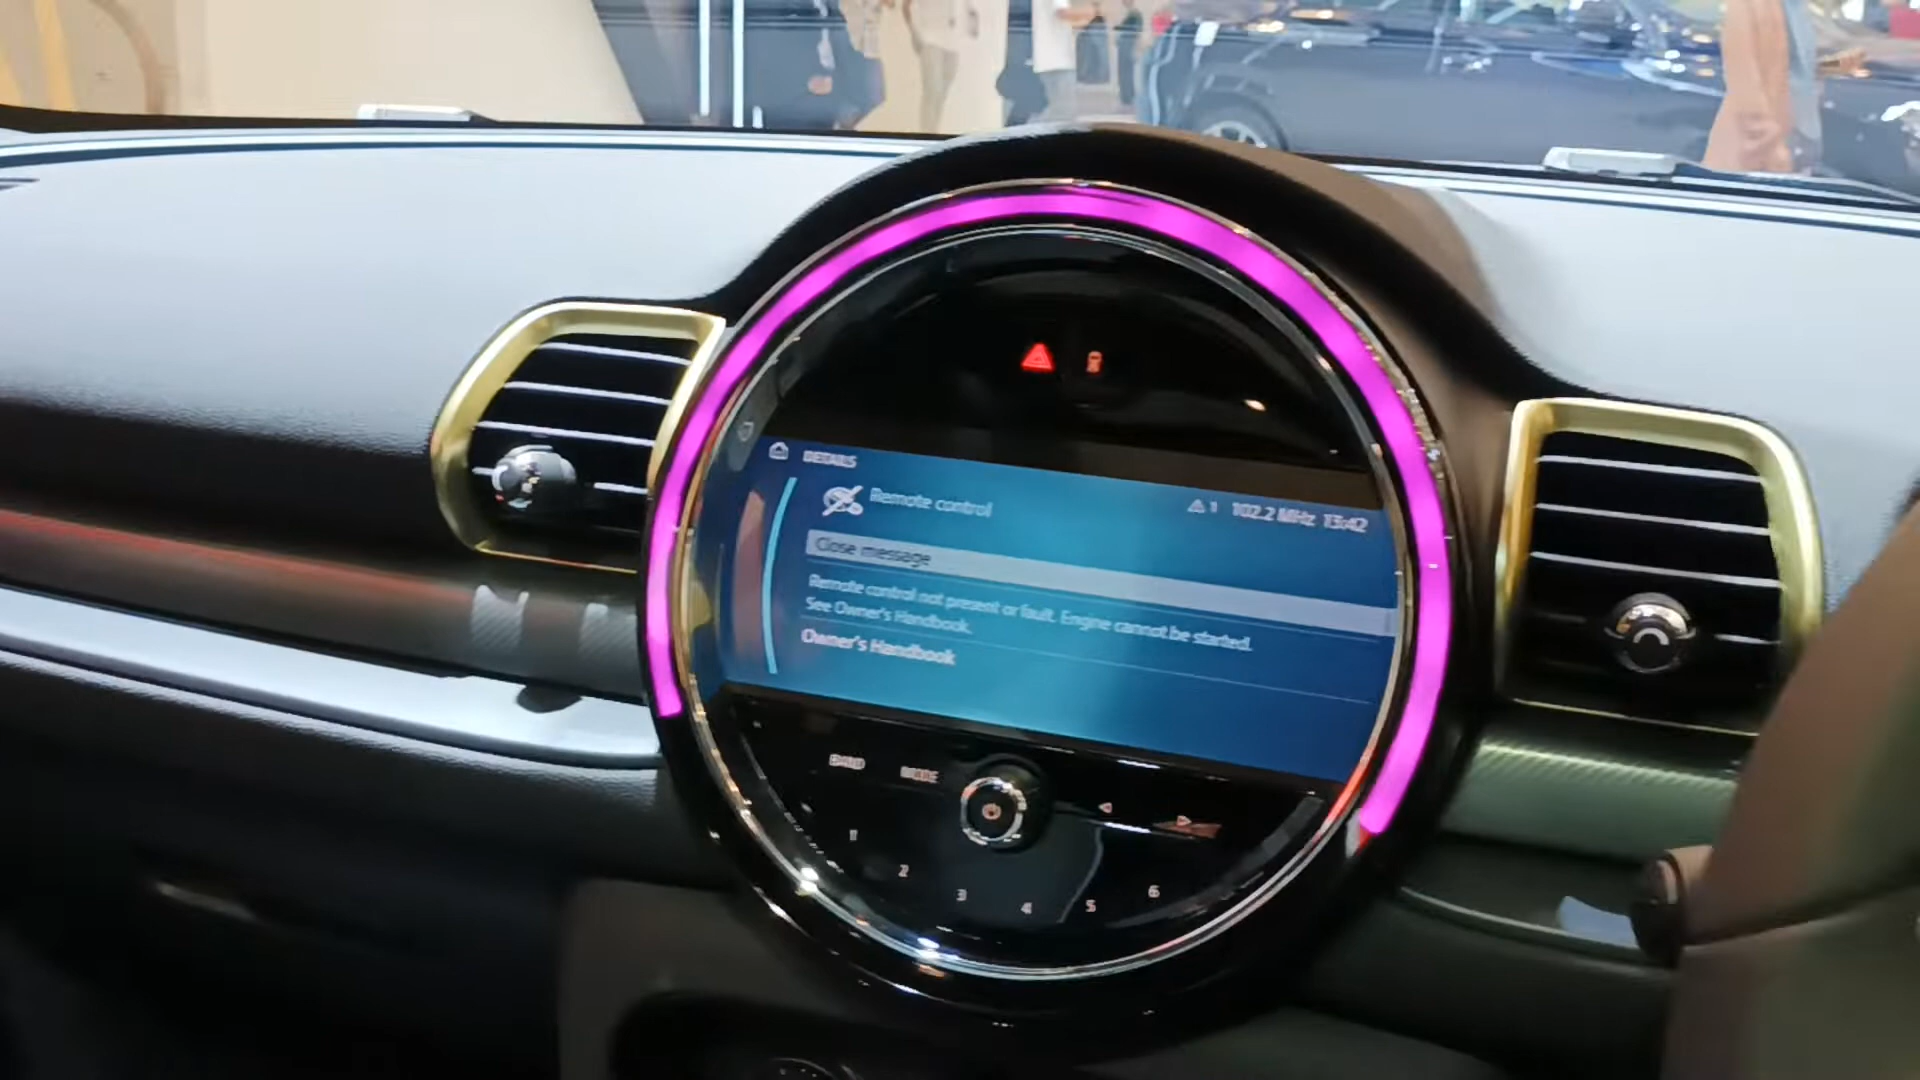 DETAILS
Remote control
1 102.2 MHz 13:42
Close message
Remote control not present or fault. Engine cannot be started.
See Owner's Handbook.
Owner's Handbook
MODE
1 2 3 4 5 6